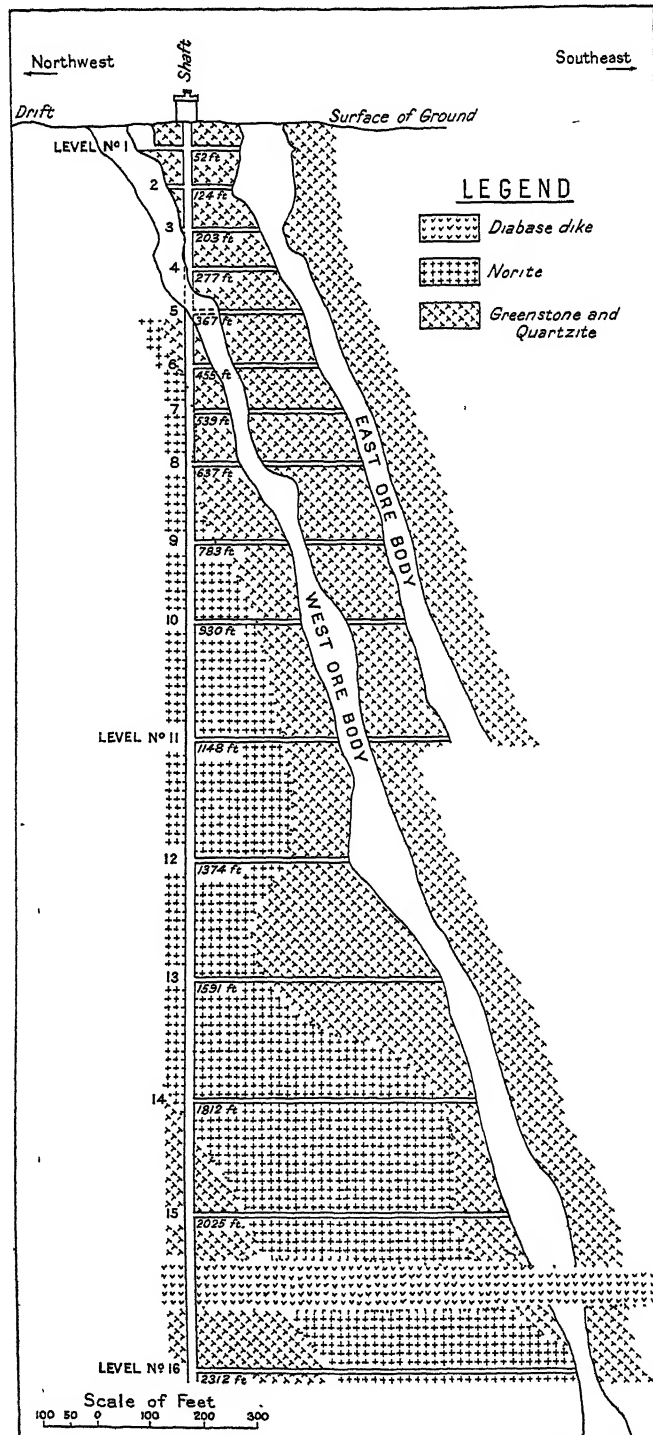 Northwest
Shaft
Southeast
Drift
Surface of Ground
LEVEL Nº 1
52 ft
2
124 ft
3
203 ft
4
277 ft
5
367 ft
6
455 ft
7
539 ft
8
637 ft
9
783 ft
10
930 ft
LEVEL Nº 11
1148 ft
12
1374 ft
13
1591 ft
14
1812 ft
15
2025 ft.
LEVEL Nº 16
2312 ft
LEGEND
Diabase dike
Norite
Greenstone and
Quartzite
EAST ORE BODY
WEST ORE BODY
Scale of Feet
100 50 0 100 200 300